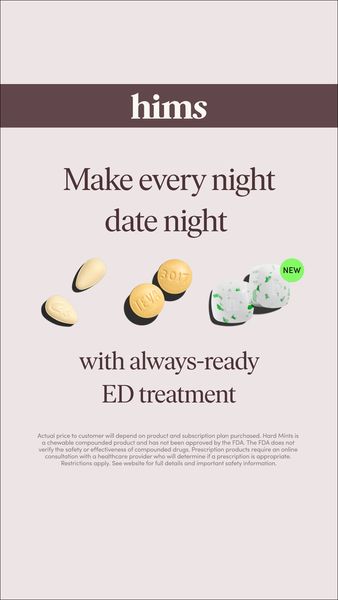 hims
Make every night
date night
3017
LEVI
NEW
with always-ready
ED treatment
Actual price to customer will depend on product and subscription plan purchased. Hard Mints is
a chewable compounded product and has not been approved by the FDA. The FDA does not
verify the safety or effectiveness of compounded drugs. Prescription products require an online
consultation with a healthcare provider who will determine if a prescription is appropriate.
Restrictions apply. See website for full details and important safety information.